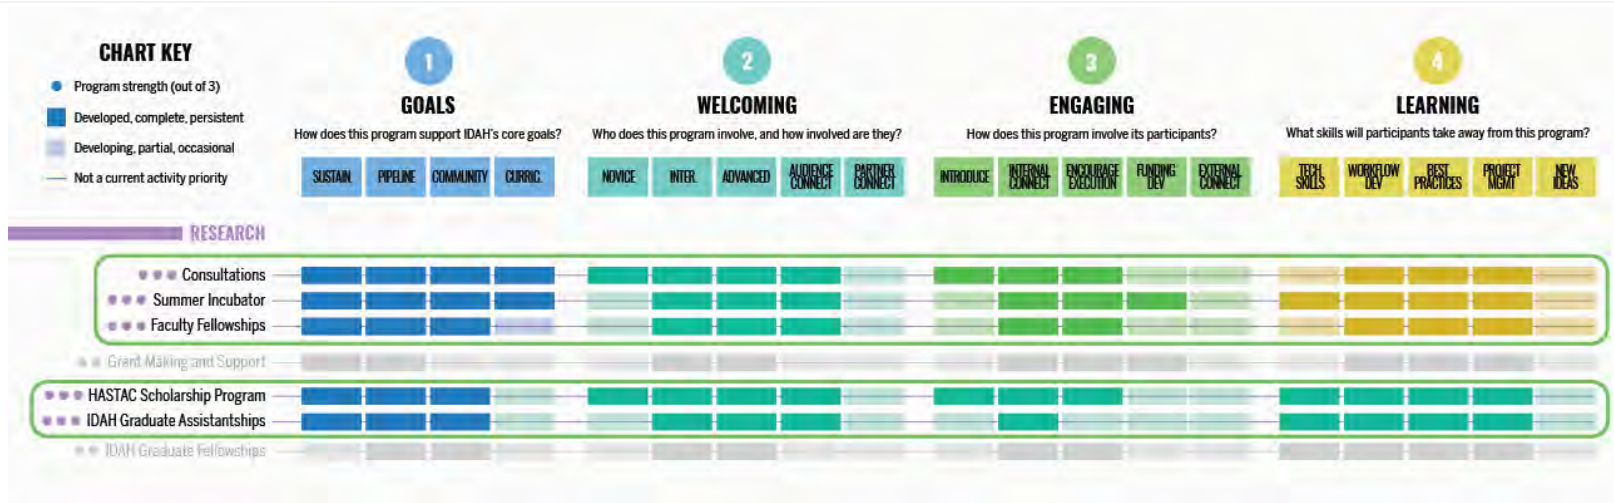 CHART KEY
Program strength (out of 3)
Developed, complete, persistent
Developing, partial, occasional
Not a current activity priority
1
GOALS
How does this program support IDAH's core goals?
SUSTAIN. PIPELINE COMMUNITY CURRIC.
2
WELCOMING
Who does this program involve, and how involved are they?
NOVICE INTER. ADVANCED AUDIENCE CONNECT PARTNER CONNECT
3
ENGAGING
How does this program involve its participants?
INTRODUCE INTERNAL CONNECT ENCOURAGE EXECUTION FUNDING DEV EXTERNAL CONNECT
4
LEARNING
What skills will participants take away from this program?
TECH SKILLS WORKFLOW DEV BEST PRACTICES PROJECT MGMT NEW IDEAS
RESEARCH
Consultations
Summer Incubator
Faculty Fellowships
Grant Making and Support
HASTAC Scholarship Program
IDAH Graduate Assistantships
IDAH Graduate Fellowships